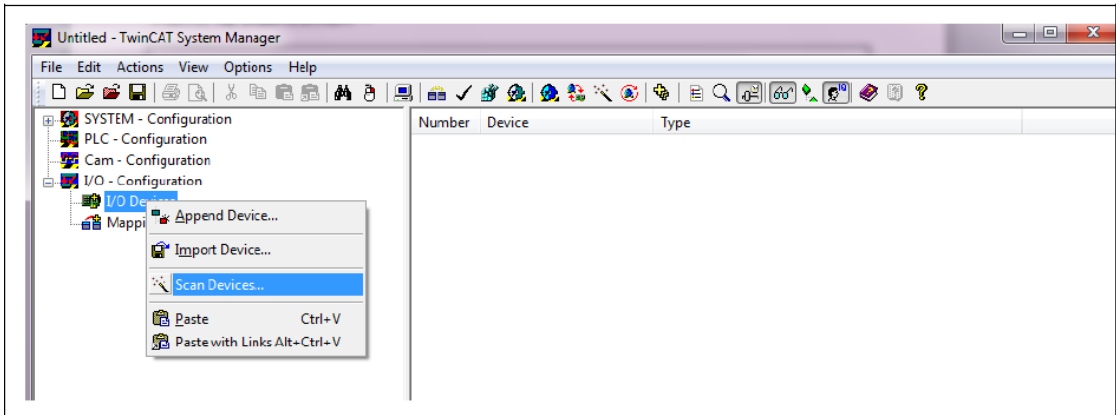 Untitled - TwinCAT System Manager
File Edit Actions View Options Help
SYSTEM - Configuration
PLC - Configuration
Cam - Configuration
I/O - Configuration
I/O Devices
Mappi
Number Device Type
Append Device...
Import Device...
Scan Devices...
Paste Ctrl+V
Paste with Links Alt+Ctrl+V